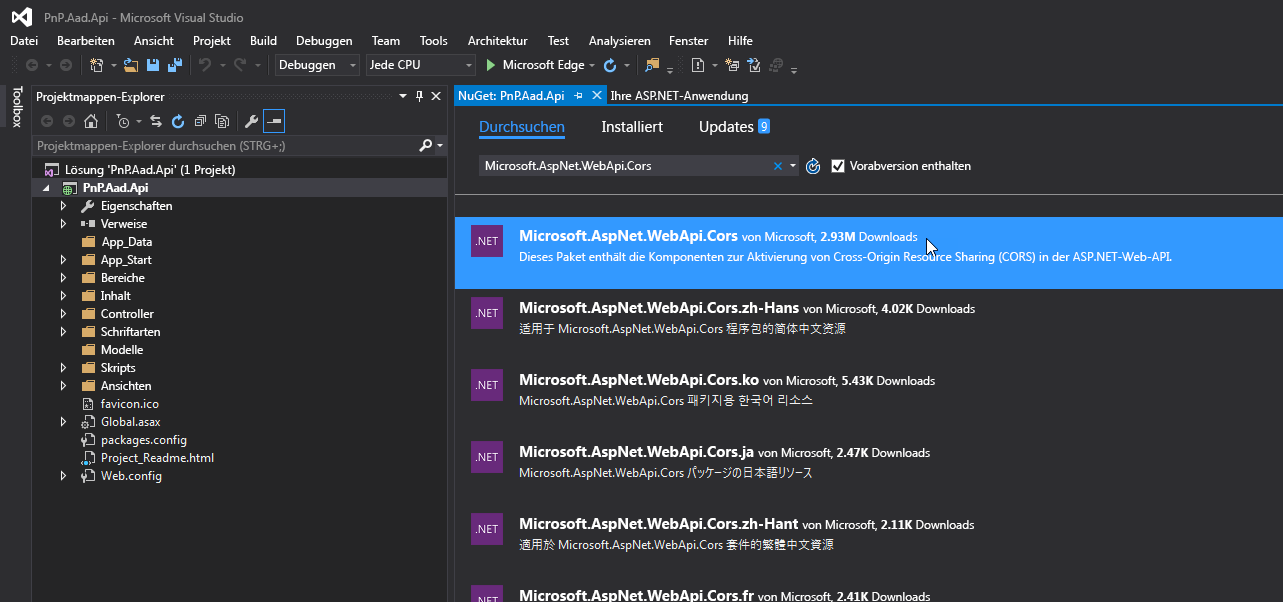 PnP.Aad.Api - Microsoft Visual Studio
Datei Bearbeiten Ansicht Projekt Build Debuggen Team Tools Architektur Test Analysieren Fenster Hilfe
Debuggen Jede CPU Microsoft Edge
Toolbox
Projektmappen-Explorer
Projektmappen-Explorer durchsuchen (STRG+;)
Lösung 'PnP.Aad.Api' (1 Projekt)
PnP.Aad.Api
Eigenschaften
Verweise
App_Data
App_Start
Bereiche
Inhalt
Controller
Schriftarten
Modelle
Skripts
Ansichten
favicon.ico
Global.asax
packages.config
Project_Readme.html
Web.config
NuGet: PnP.Aad.Api Ihre ASP.NET-Anwendung
Durchsuchen Installiert Updates 9
Microsoft.AspNet.WebApi.Cors Vorabversion enthalten
.NET
Microsoft.AspNet.WebApi.Cors von Microsoft, 2.93M Downloads
Dieses Paket enthält die Komponenten zur Aktivierung von Cross-Origin Resource Sharing (CORS) in der ASP.NET-Web-API.
.NET
Microsoft.AspNet.WebApi.Cors.zh-Hans von Microsoft, 4.02K Downloads
适用于 Microsoft.AspNet.WebApi.Cors 程序包的简体中文资源
.NET
Microsoft.AspNet.WebApi.Cors.ko von Microsoft, 5.43K Downloads
Microsoft.AspNet.WebApi.Cors 패키지용 한국어 리소스
.NET
Microsoft.AspNet.WebApi.Cors.ja von Microsoft, 2.47K Downloads
Microsoft.AspNet.WebApi.Cors パッケージの日本語リソース
.NET
Microsoft.AspNet.WebApi.Cors.zh-Hant von Microsoft, 2.11K Downloads
適用於 Microsoft.AspNet.WebApi.Cors 套件的繁體中文資源
.NET
Microsoft.AspNet.WebApi.Cors.fr von Microsoft, 2.41K Downloads